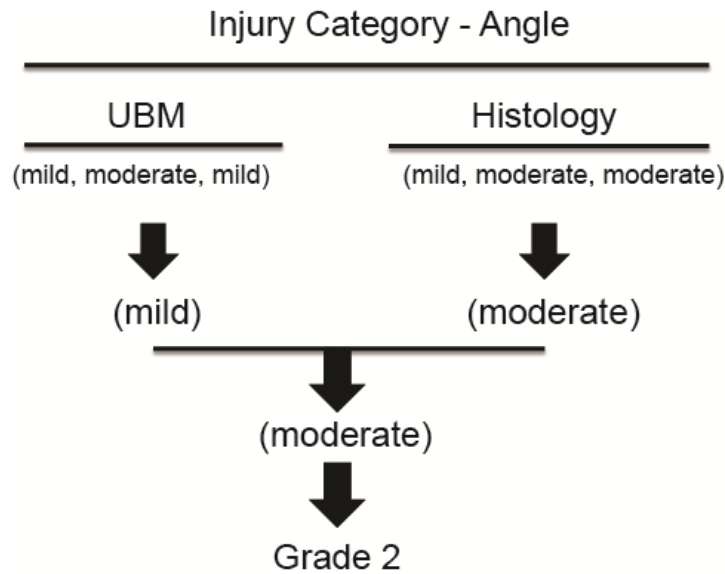 Injury Category - Angle
UBM
Histology
(mild, moderate, mild)
(mild, moderate, moderate)
(mild)
(moderate)
(moderate)
Grade 2